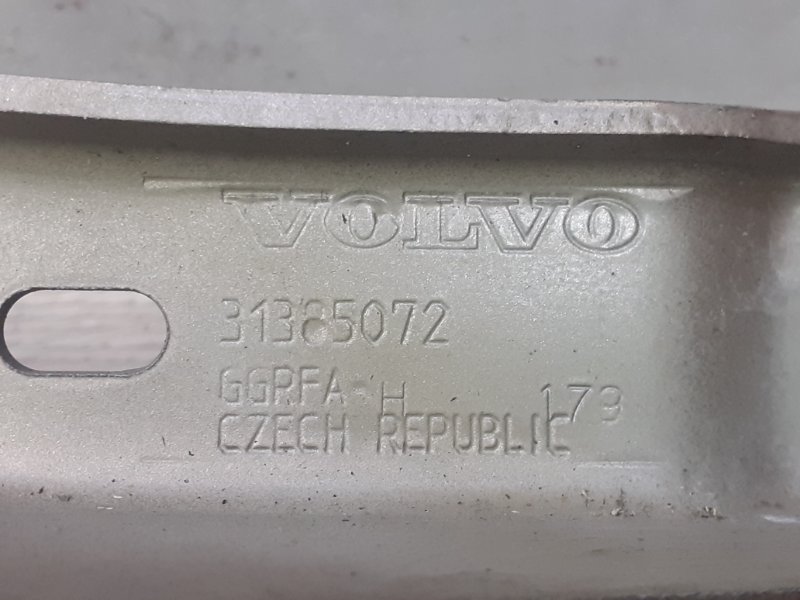 VOLVO
31385072
GGRFA-H 173
CZECH REPUBLIC